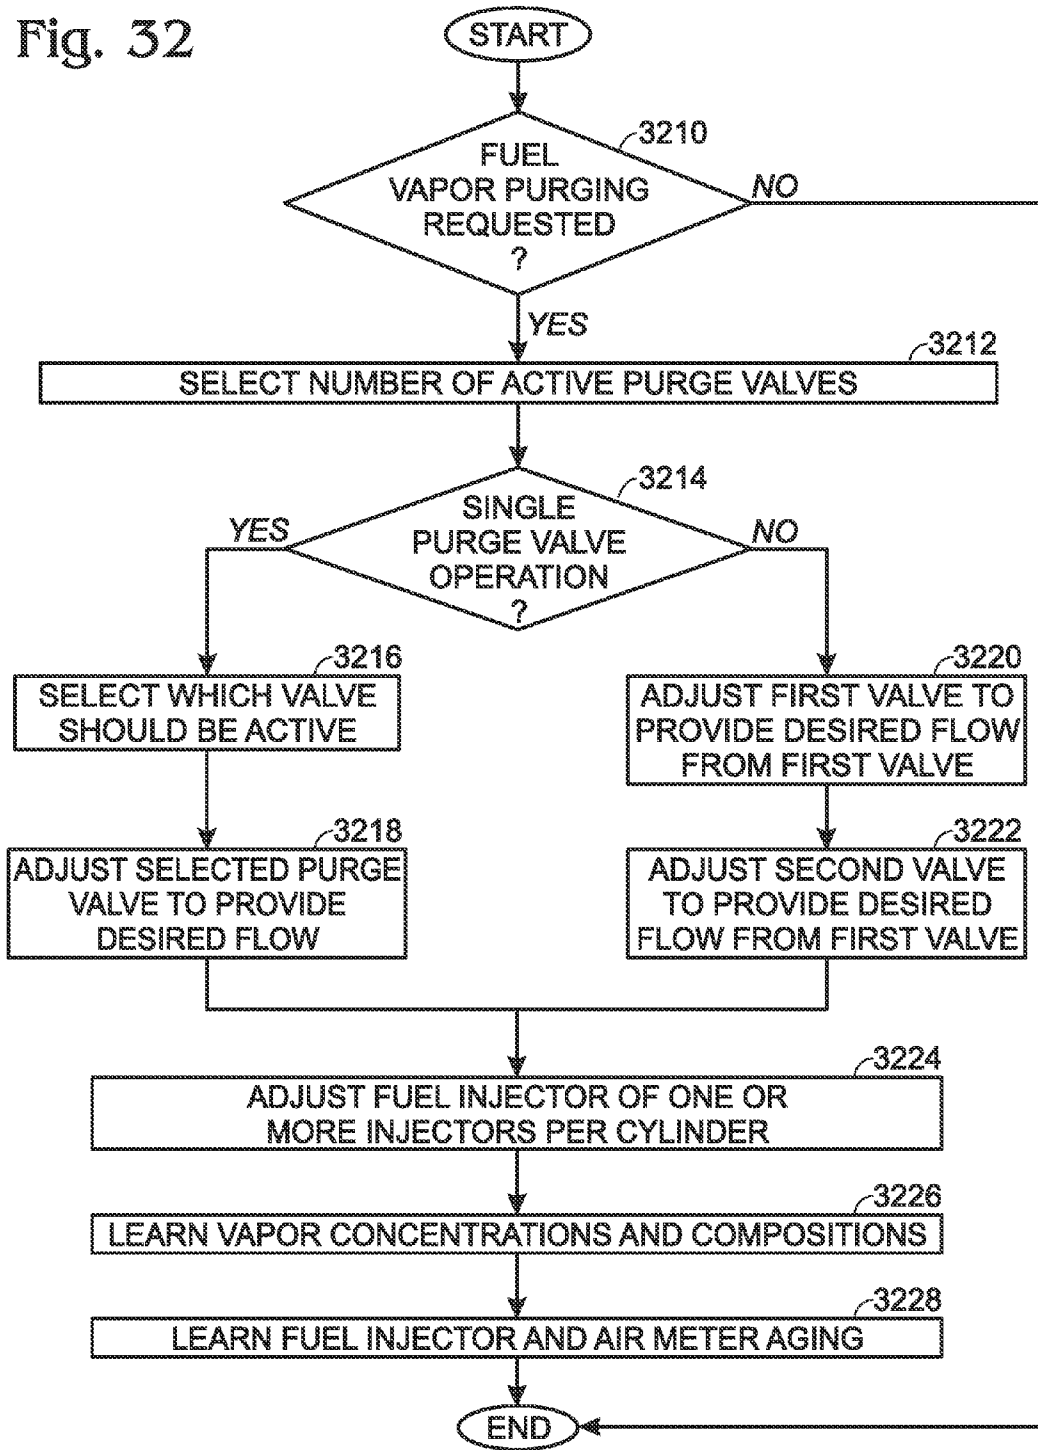 Fig. 32
START
3210
FUEL
VAPOR PURGING
REQUESTED
?
NO
YES
3212
SELECT NUMBER OF ACTIVE PURGE VALVES
3214
SINGLE
PURGE VALVE
OPERATION
?
YES
NO
3216
SELECT WHICH VALVE
SHOULD BE ACTIVE
3218
ADJUST SELECTED PURGE
VALVE TO PROVIDE
DESIRED FLOW
3220
ADJUST FIRST VALVE TO
PROVIDE DESIRED FLOW
FROM FIRST VALVE
3222
ADJUST SECOND VALVE
TO PROVIDE DESIRED
FLOW FROM FIRST VALVE
3224
ADJUST FUEL INJECTOR OF ONE OR
MORE INJECTORS PER CYLINDER
3226
LEARN VAPOR CONCENTRATIONS AND COMPOSITIONS
3228
LEARN FUEL INJECTOR AND AIR METER AGING
END